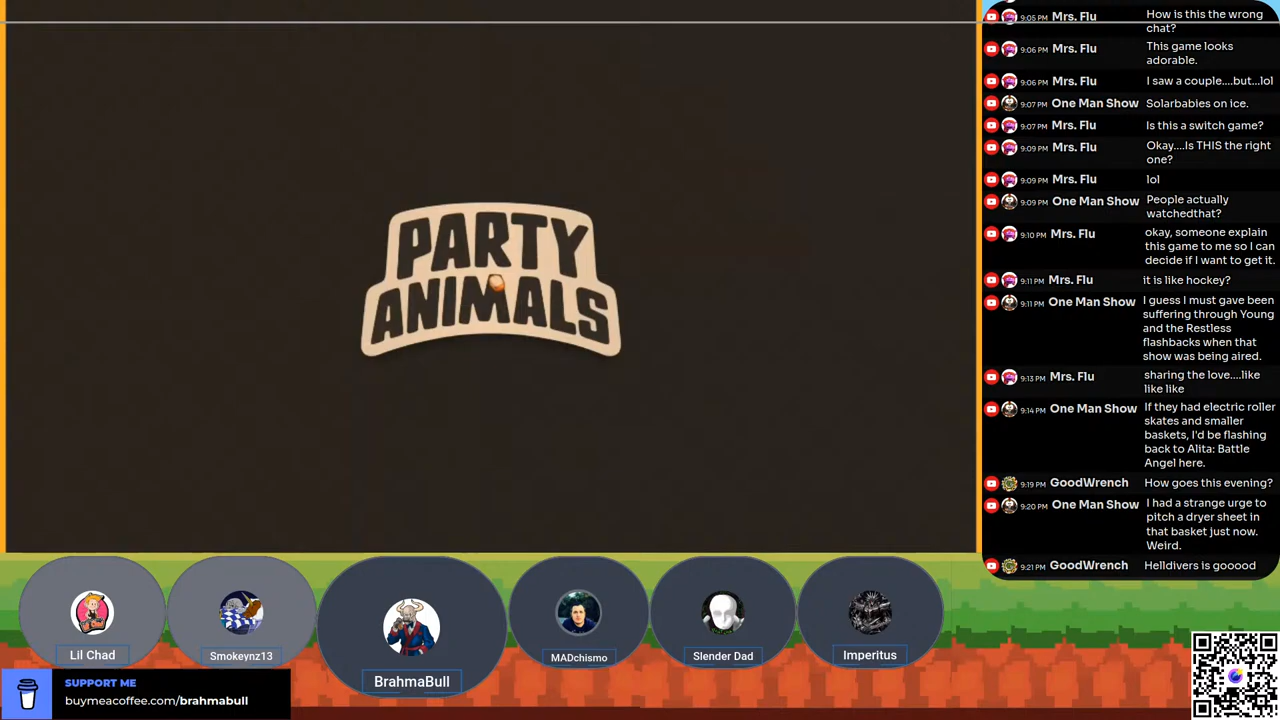 PARTY
ANIMALS
9:05 PM Mrs. Flu How is this the wrong
chat?
9:06 PM Mrs. Flu This game looks
adorable.
9:06 PM Mrs. Flu I saw a couple....but...lol
9:07 PM One Man Show Solarbabies on ice.
9:07 PM Mrs. Flu Is this a switch game?
9:09 PM Mrs. Flu Okay....Is THIS the right
one?
9:09 PM Mrs. Flu lol
9:09 PM One Man Show People actually
watchedthat?
9:10 PM Mrs. Flu okay, someone explain
this game to me so I can
decide if I want to get it.
9:11 PM Mrs. Flu it is like hockey?
9:11 PM One Man Show I guess I must gave been
suffering through Young
and the Restless
flashbacks when that
show was being aired.
9:13 PM Mrs. Flu sharing the love....like
like like
9:14 PM One Man Show If they had electric roller
skates and smaller
baskets, I'd be flashing
back to Alita: Battle
Angel here.
9:19 PM GoodWrench How goes this evening?
9:20 PM One Man Show I had a strange urge to
pitch a dryer sheet in
that basket just now.
Weird.
9:21 PM GoodWrench Helldivers is gooood
Lil Chad
Smokeynz13
BrahmaBull
MADchismo
Slender Dad
Imperitus
SUPPORT ME
buymeacoffee.com/brahmabull